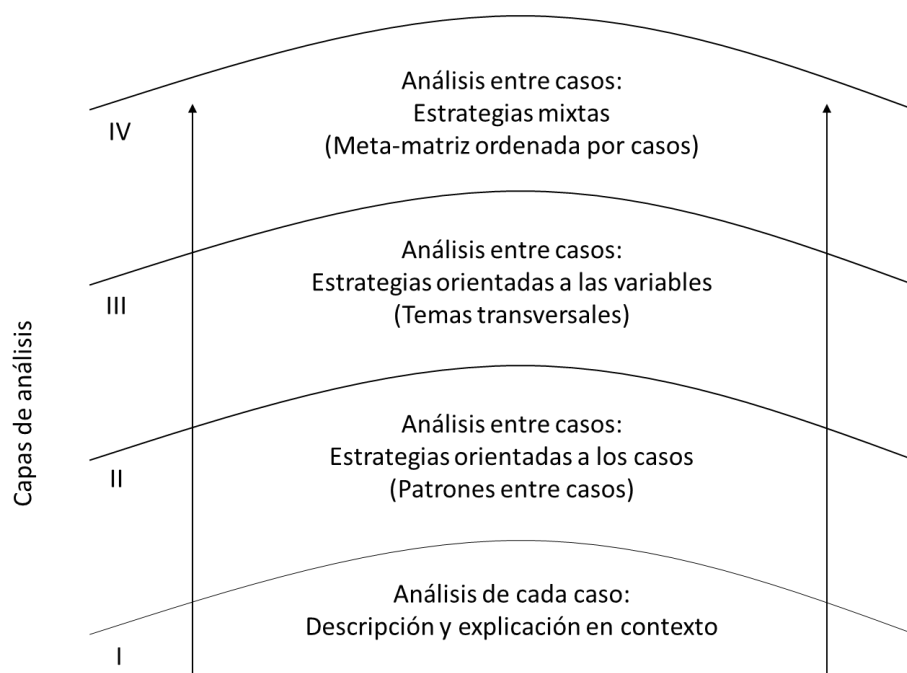 Análisis entre casos:
Estrategias mixtas
(Meta-matriz ordenada por casos)
IV
Análisis entre casos:
Estrategias orientadas a las variables
(Temas transversales)
III
Capas de análisis
Análisis entre casos:
Estrategias orientadas a los casos
(Patrones entre casos)
II
Análisis de cada caso:
Descripción y explicación en contexto
I